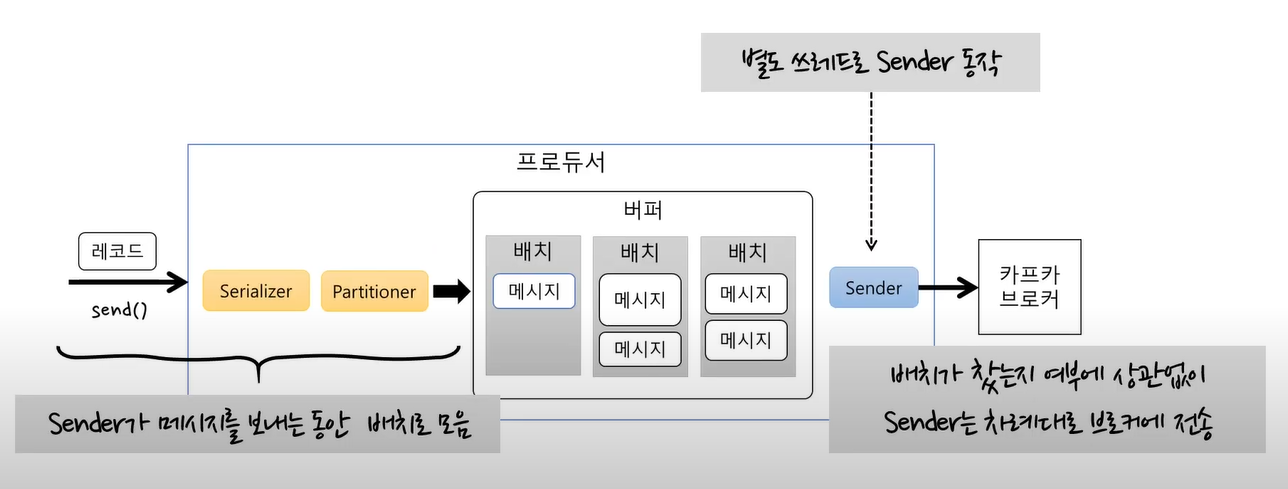 별도 쓰레드로 Sender 동작
프로듀서
버퍼
레코드
send()
Serializer
Partitioner
배치
메시지
배치
메시지
메시지
배치
메시지
메시지
Sender
카프카
브로커
Sender가 메시지를 보내는 동안 배치로 모음
배치가 찼는지 여부에 상관없이
Sender는 차례대로 브로커에 전송